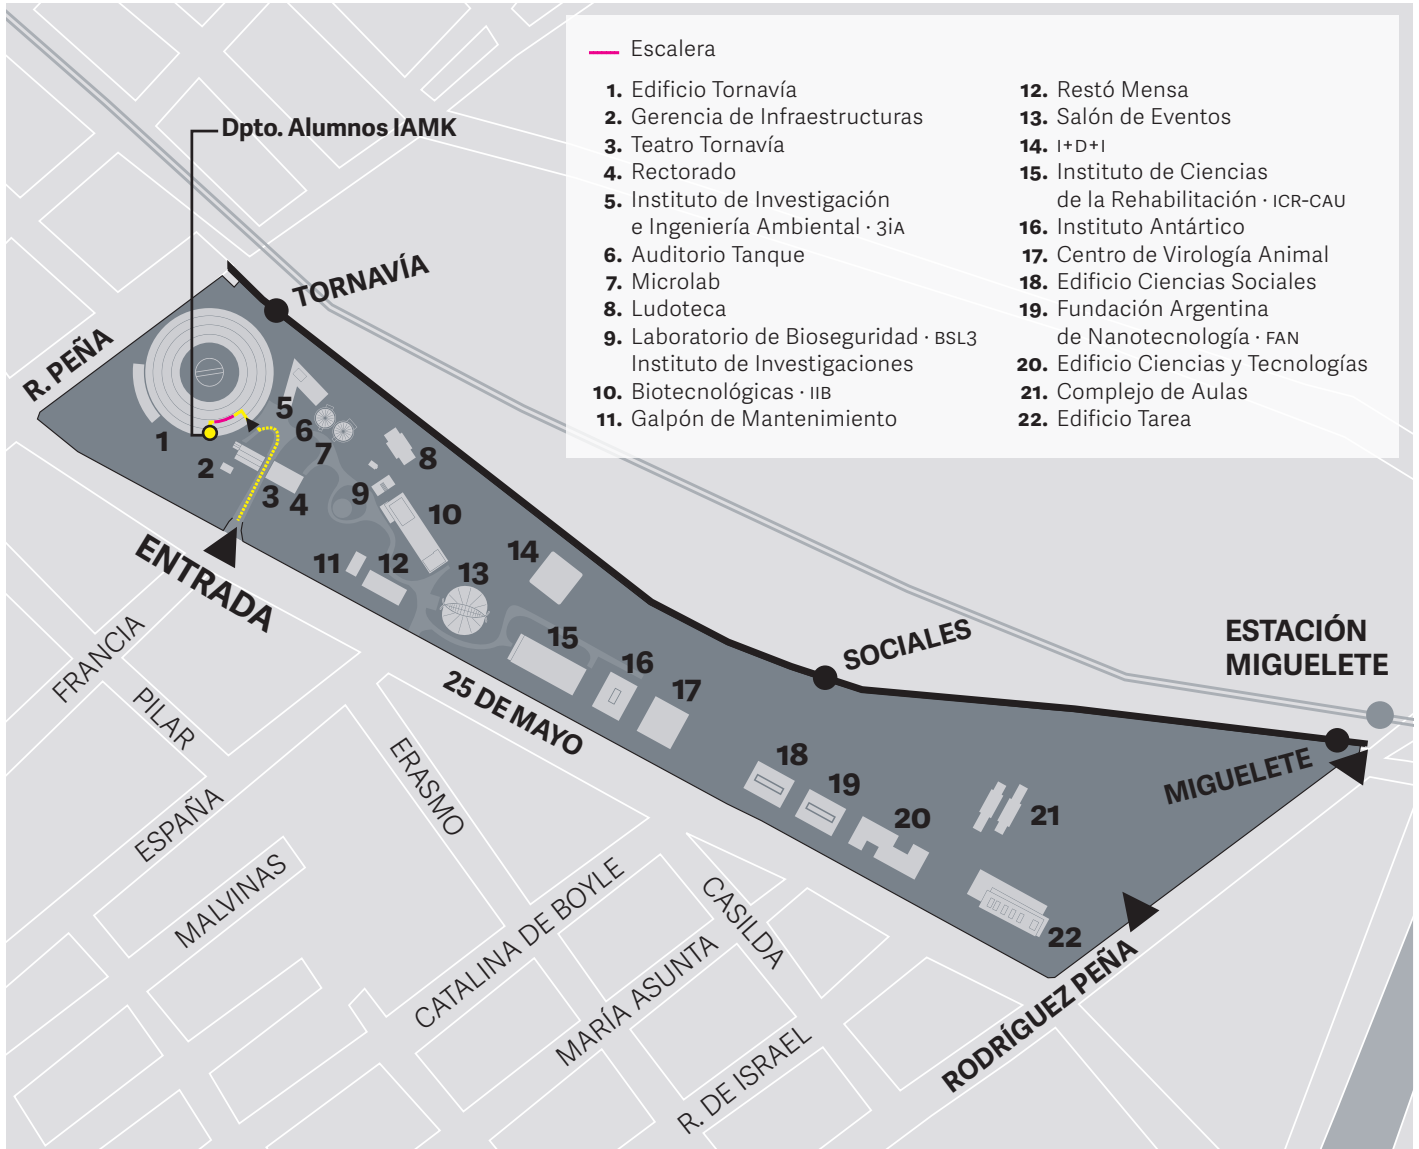 Escalera
1. Edificio Tornavía
2. Gerencia de Infraestructuras
3. Teatro Tornavía
4. Rectorado
5. Instituto de Investigación
e Ingeniería Ambiental · 3iA
6. Auditorio Tanque
7. Microlab
8. Ludoteca
9. Laboratorio de Bioseguridad · BSL3
Instituto de Investigaciones
10. Biotecnológicas · IIB
11. Galpón de Mantenimiento
12. Restó Mensa
13. Salón de Eventos
14. I+D+I
15. Instituto de Ciencias
de la Rehabilitación · ICR-CAU
16. Instituto Antártico
17. Centro de Virología Animal
18. Edificio Ciencias Sociales
19. Fundación Argentina
de Nanotecnología · FAN
20. Edificio Ciencias y Tecnologías
21. Complejo de Aulas
22. Edificio Tarea
Dpto. Alumnos IAMK
TORNAVÍA
R. PEÑA
1
2
3
4
5
6
7
8
9
10
11
12
13
14
15
16
17
18
19
20
21
22
ENTRADA
25 DE MAYO
SOCIALES
ESTACIÓN
MIGUELETE
MIGUELETE
RODRÍGUEZ PEÑA
FRANCIA
PILAR
ESPAÑA
MALVINAS
ERASMO
CATALINA DE BOYLE
CASILDA
MARÍA ASUNTA
R. DE ISRAEL